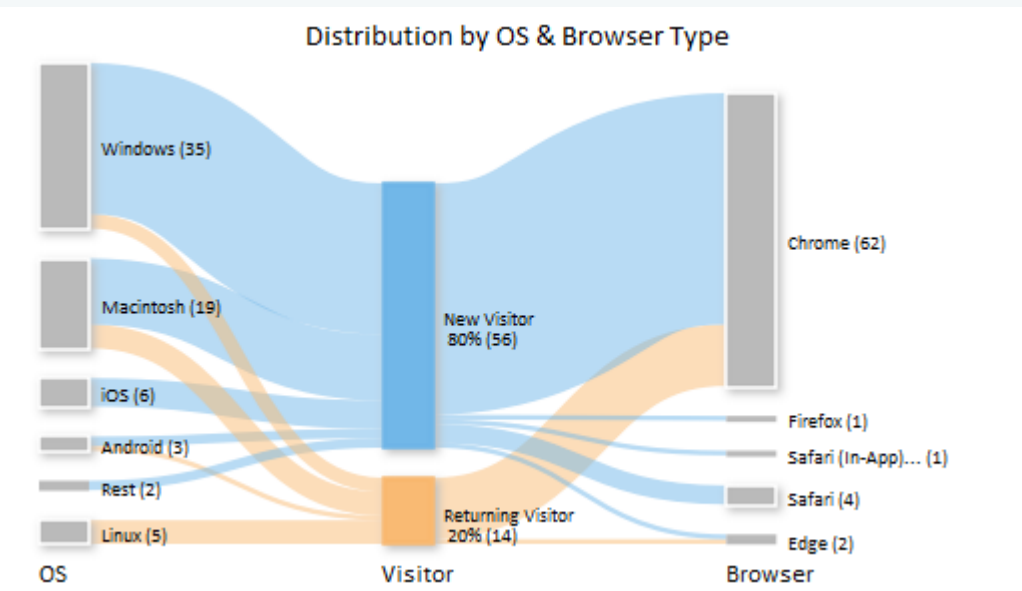 Distribution by OS & Browser Type
Windows (35)
Macintosh (19)
iOS (6)
Android (3)
Rest (2)
Linux (5)
OS
New Visitor
80% (56)
Returning Visitor
20% (14)
Visitor
Chrome (62)
Firefox (1)
Safari (In-App)... (1)
Safari (4)
Edge (2)
Browser